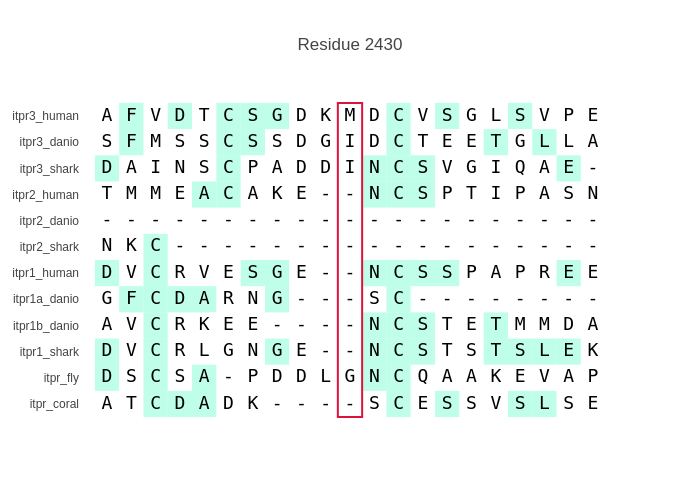 Residue 2430
itpr3_human A F V D T C S G D K M D C V S G L S V P E
itpr3_danio S F M S S C S S D G I D C T E E T G L L A
itpr3_shark D A I N S C P A D D I N C S V G I Q A E -
itpr2_human T M M E A C A K E - - N C S P T I P A S N
itpr2_danio - - - - - - - - - - - - - - - - - - - - -
itpr2_shark N K C - - - - - - - - - - - - - - - - - -
itpr1_human D V C R V E S G E - - N C S S P A P R E E
itpr1a_danio G F C D A R N G - - - S C - - - - - - - -
itpr1b_danio A V C R K E E - - - - N C S T E T M M D A
itpr1_shark D V C R L G N G E - - N C S T S T S L E K
itpr_fly D S C S A - P D D L G N C Q A A K E V A P
itpr_coral A T C D A D K - - - - S C E S S V S L S E